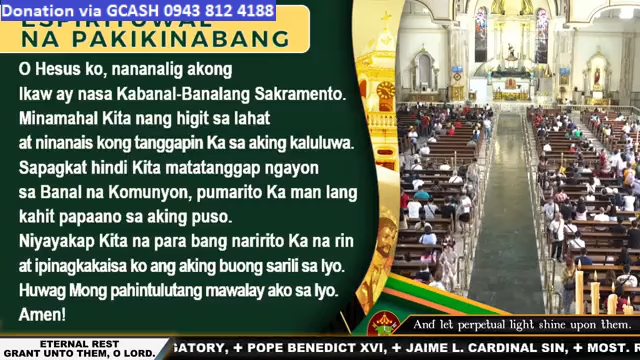 Donation via GCASH 0943 812 4188
ESPIRITUWAL
NA PAKIKINABANG
O Hesus ko, nananalig akong
Ikaw ay nasa Kabanal-Banalang Sakramento.
Minamahal Kita nang higit sa lahat
at ninanais kong tanggapin Ka sa aking kaluluwa.
Sapagkat hindi Kita matatanggap ngayon
sa Banal na Komunyon, pumarito Ka man lang
kahit papaano sa aking puso.
Niyayakap Kita na para bang naririto Ka na rin
at ipinagkakaisa ko ang aking buong sarili sa Iyo.
Huwag Mong pahintulutang mawalay ako sa Iyo.
Amen!
And let perpetual light shine upon them.
ETERNAL REST
GRANT UNTO THEM, O LORD.
GATORY, + POPE BENEDICT XVI, + JAIME L. CARDINAL SIN, + MOST.